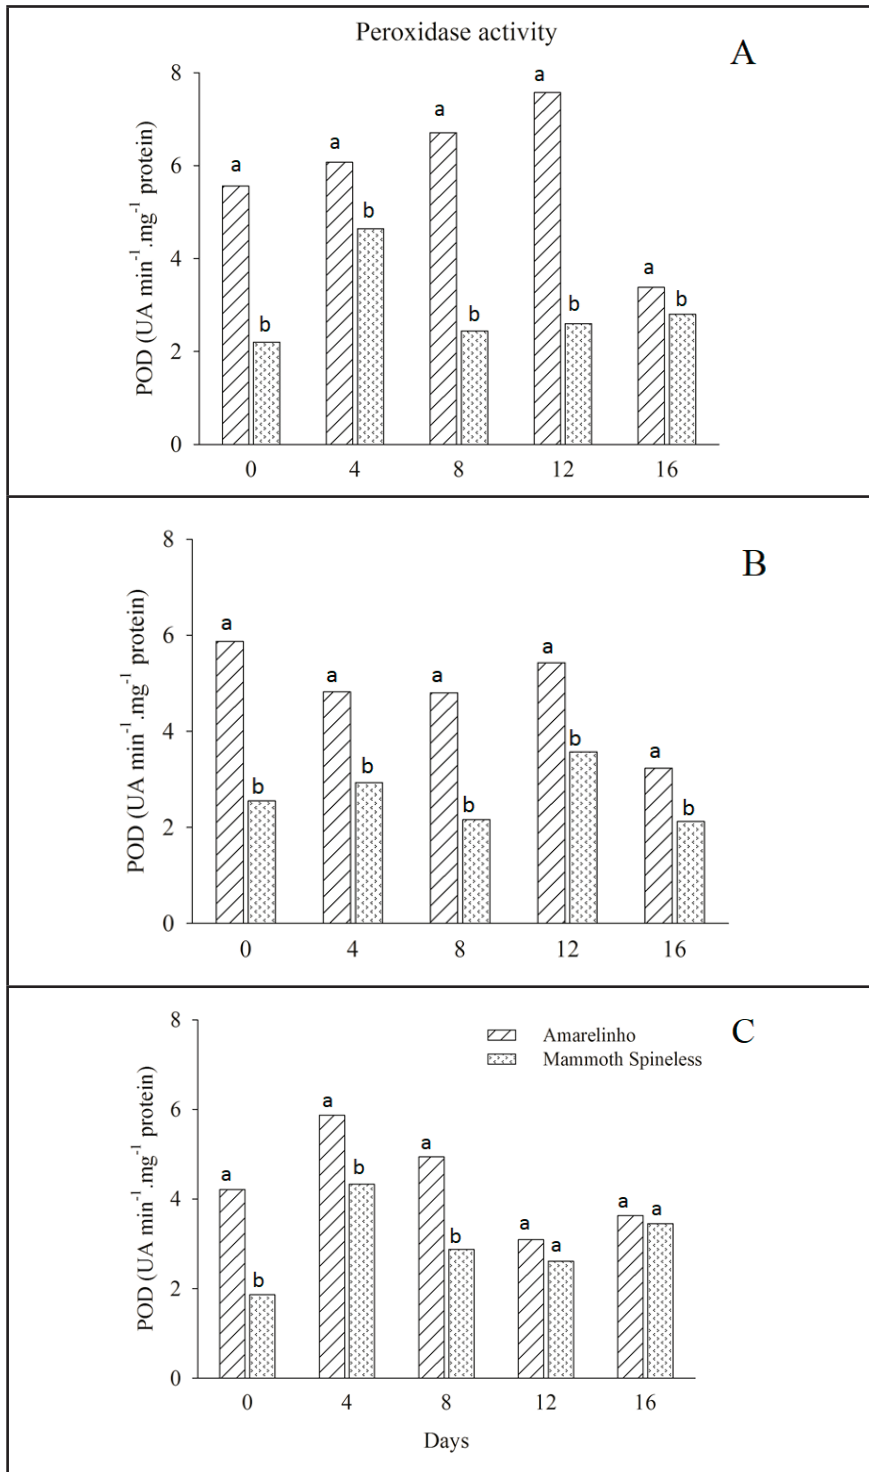 Peroxidase activity
A
POD (UA min⁻¹.mg⁻¹ protein)
8
6
4
2
0
a
b
a
b
a
b
a
b
a
b
0 4 8 12 16
B
POD (UA min⁻¹.mg⁻¹ protein)
8
6
4
2
0
a
b
a
b
a
b
a
b
a
b
0 4 8 12 16
C
Amarelinho
Mammoth Spineless
POD (UA min⁻¹.mg⁻¹ protein)
8
6
4
2
0
a
b
a
b
a
b
a
a
a
a
0 4 8 12 16
Days